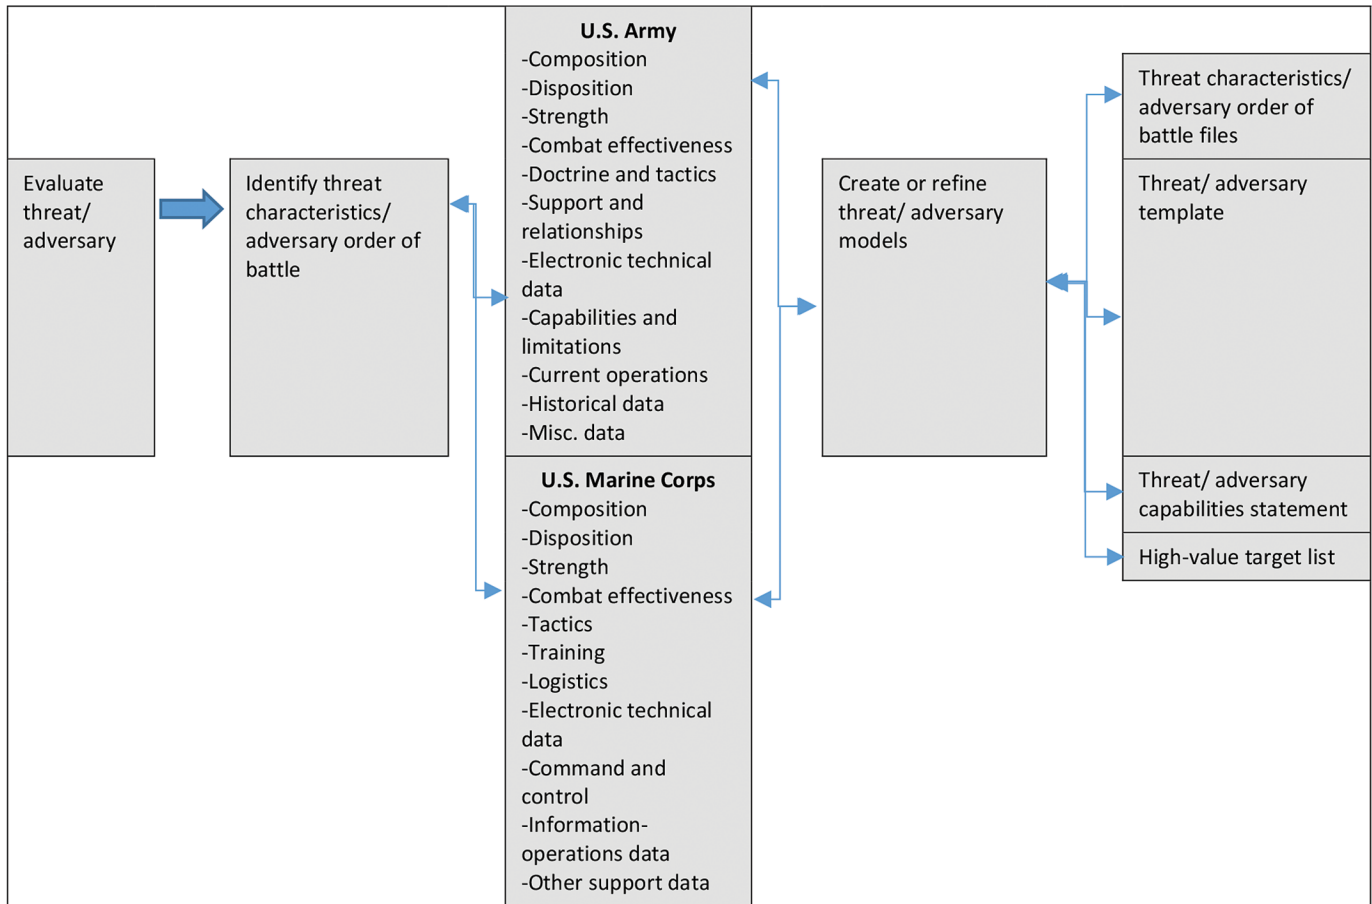 Evaluate
threat/
adversary
Identify threat
characteristics/
adversary order of
battle
U.S. Army
-Composition
-Disposition
-Strength
-Combat effectiveness
-Doctrine and tactics
-Support and
relationships
-Electronic technical
data
-Capabilities and
limitations
-Current operations
-Historical data
-Misc. data
U.S. Marine Corps
-Composition
-Disposition
-Strength
-Combat effectiveness
-Tactics
-Training
-Logistics
-Electronic technical
data
-Command and
control
-Information-
operations data
-Other support data
Create or refine
threat/ adversary
models
Threat characteristics/
adversary order of
battle files
Threat/ adversary
template
Threat/ adversary
capabilities statement
High-value target list